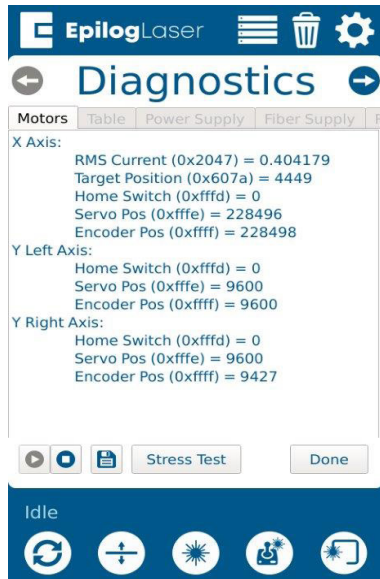 EpilogLaser
Diagnostics
Motors Table Power Supply Fiber Supply
X Axis:
RMS Current (0x2047) = 0.404179
Target Position (0x607a) = 4449
Home Switch (0xfffd) = 0
Servo Pos (0xfffe) = 228496
Encoder Pos (0xffff) = 228498
Y Left Axis:
Home Switch (0xfffd) = 0
Servo Pos (0xfffe) = 9600
Encoder Pos (0xffff) = 9600
Y Right Axis:
Home Switch (0xfffd) = 0
Servo Pos (0xfffe) = 9600
Encoder Pos (0xffff) = 9427
Stress Test Done
Idle